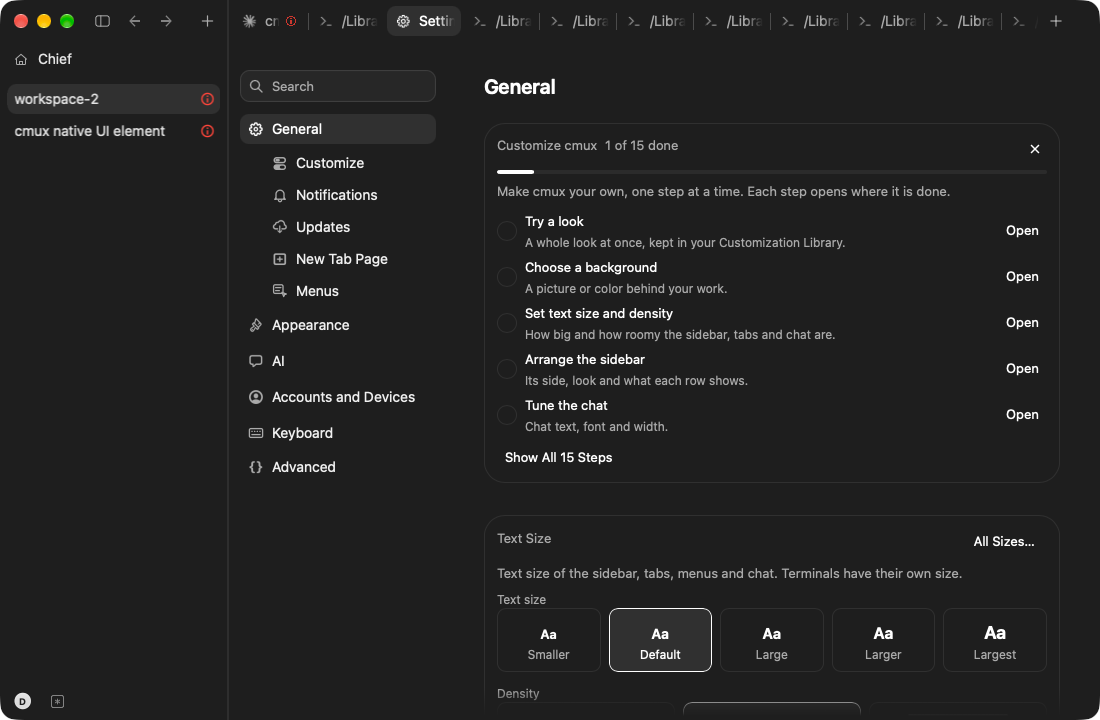 Setti
Chief
workspace-2
cmux native UI element
D
Search
General
Customize
Notifications
Updates
New Tab Page
Menus
Appearance
AI
Accounts and Devices
Keyboard
Advanced
General
Customize cmux 1 of 15 done
Make cmux your own, one step at a time. Each step opens where it is done.
Try a look
A whole look at once, kept in your Customization Library.
Open
Choose a background
A picture or color behind your work.
Open
Set text size and density
How big and how roomy the sidebar, tabs and chat are.
Open
Arrange the sidebar
Its side, look and what each row shows.
Open
Tune the chat
Chat text, font and width.
Open
Show All 15 Steps
Text Size
All Sizes...
Text size of the sidebar, tabs, menus and chat. Terminals have their own size.
Text size
Aa Aa Aa Aa Aa
Smaller Default Large Larger Largest
Density